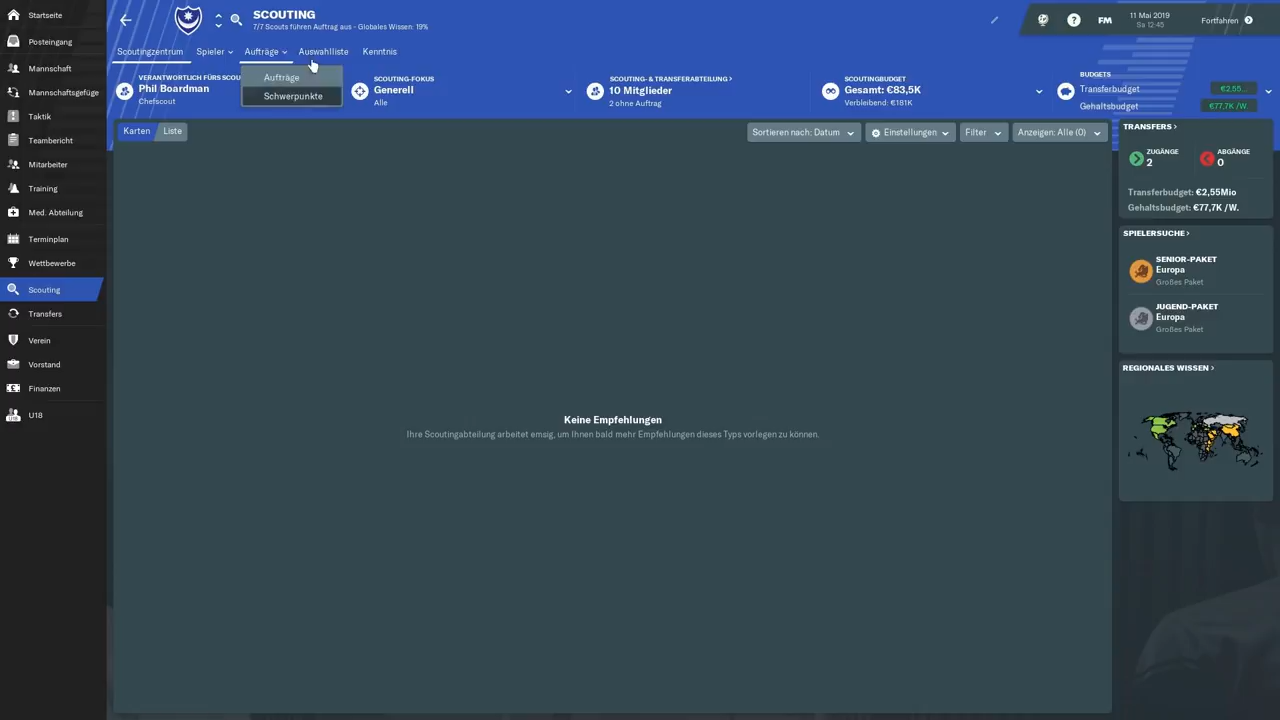 Startseite
Posteingang
Mannschaft
Mannschaftsgefüge
Taktik
Teambericht
Mitarbeiter
Training
Med. Abteilung
Terminplan
Wettbewerbe
Scouting
Transfers
Verein
Vorstand
Finanzen
U18
SCOUTING
7/7 Scouts führen Auftrag aus - Globales Wissen: 19%
FM
11 Mai 2019
Sa 12:45
Fortfahren
Scoutingzentrum
Spieler
Aufträge
Auswahlliste
Kenntnis
Aufträge
Schwerpunkte
VERANTWORTLICH FÜRS SCOU
Phil Boardman
Chefscout
SCOUTING-FOKUS
Generell
Alle
SCOUTING- & TRANSFERABTEILUNG >
10 Mitglieder
2 ohne Auftrag
SCOUTINGBUDGET
Gesamt: €83,5K
Verbleibend: €181K
BUDGETS
Transferbudget €2,55...
Gehaltsbudget €77,7K /W.
Karten
Liste
Sortieren nach: Datum
Einstellungen
Filter
Anzeigen: Alle (0)
Keine Empfehlungen
Ihre Scoutingabteilung arbeitet emsig, um Ihnen bald mehr Empfehlungen dieses Typs vorlegen zu können.
TRANSFERS >
ZUGÄNGE
2
ABGÄNGE
0
Transferbudget: €2,55Mio
Gehaltsbudget: €77,7K /W.
SPIELERSUCHE >
SENIOR-PAKET
Europa
Großes Paket
JUGEND-PAKET
Europa
Großes Paket
REGIONALES WISSEN >